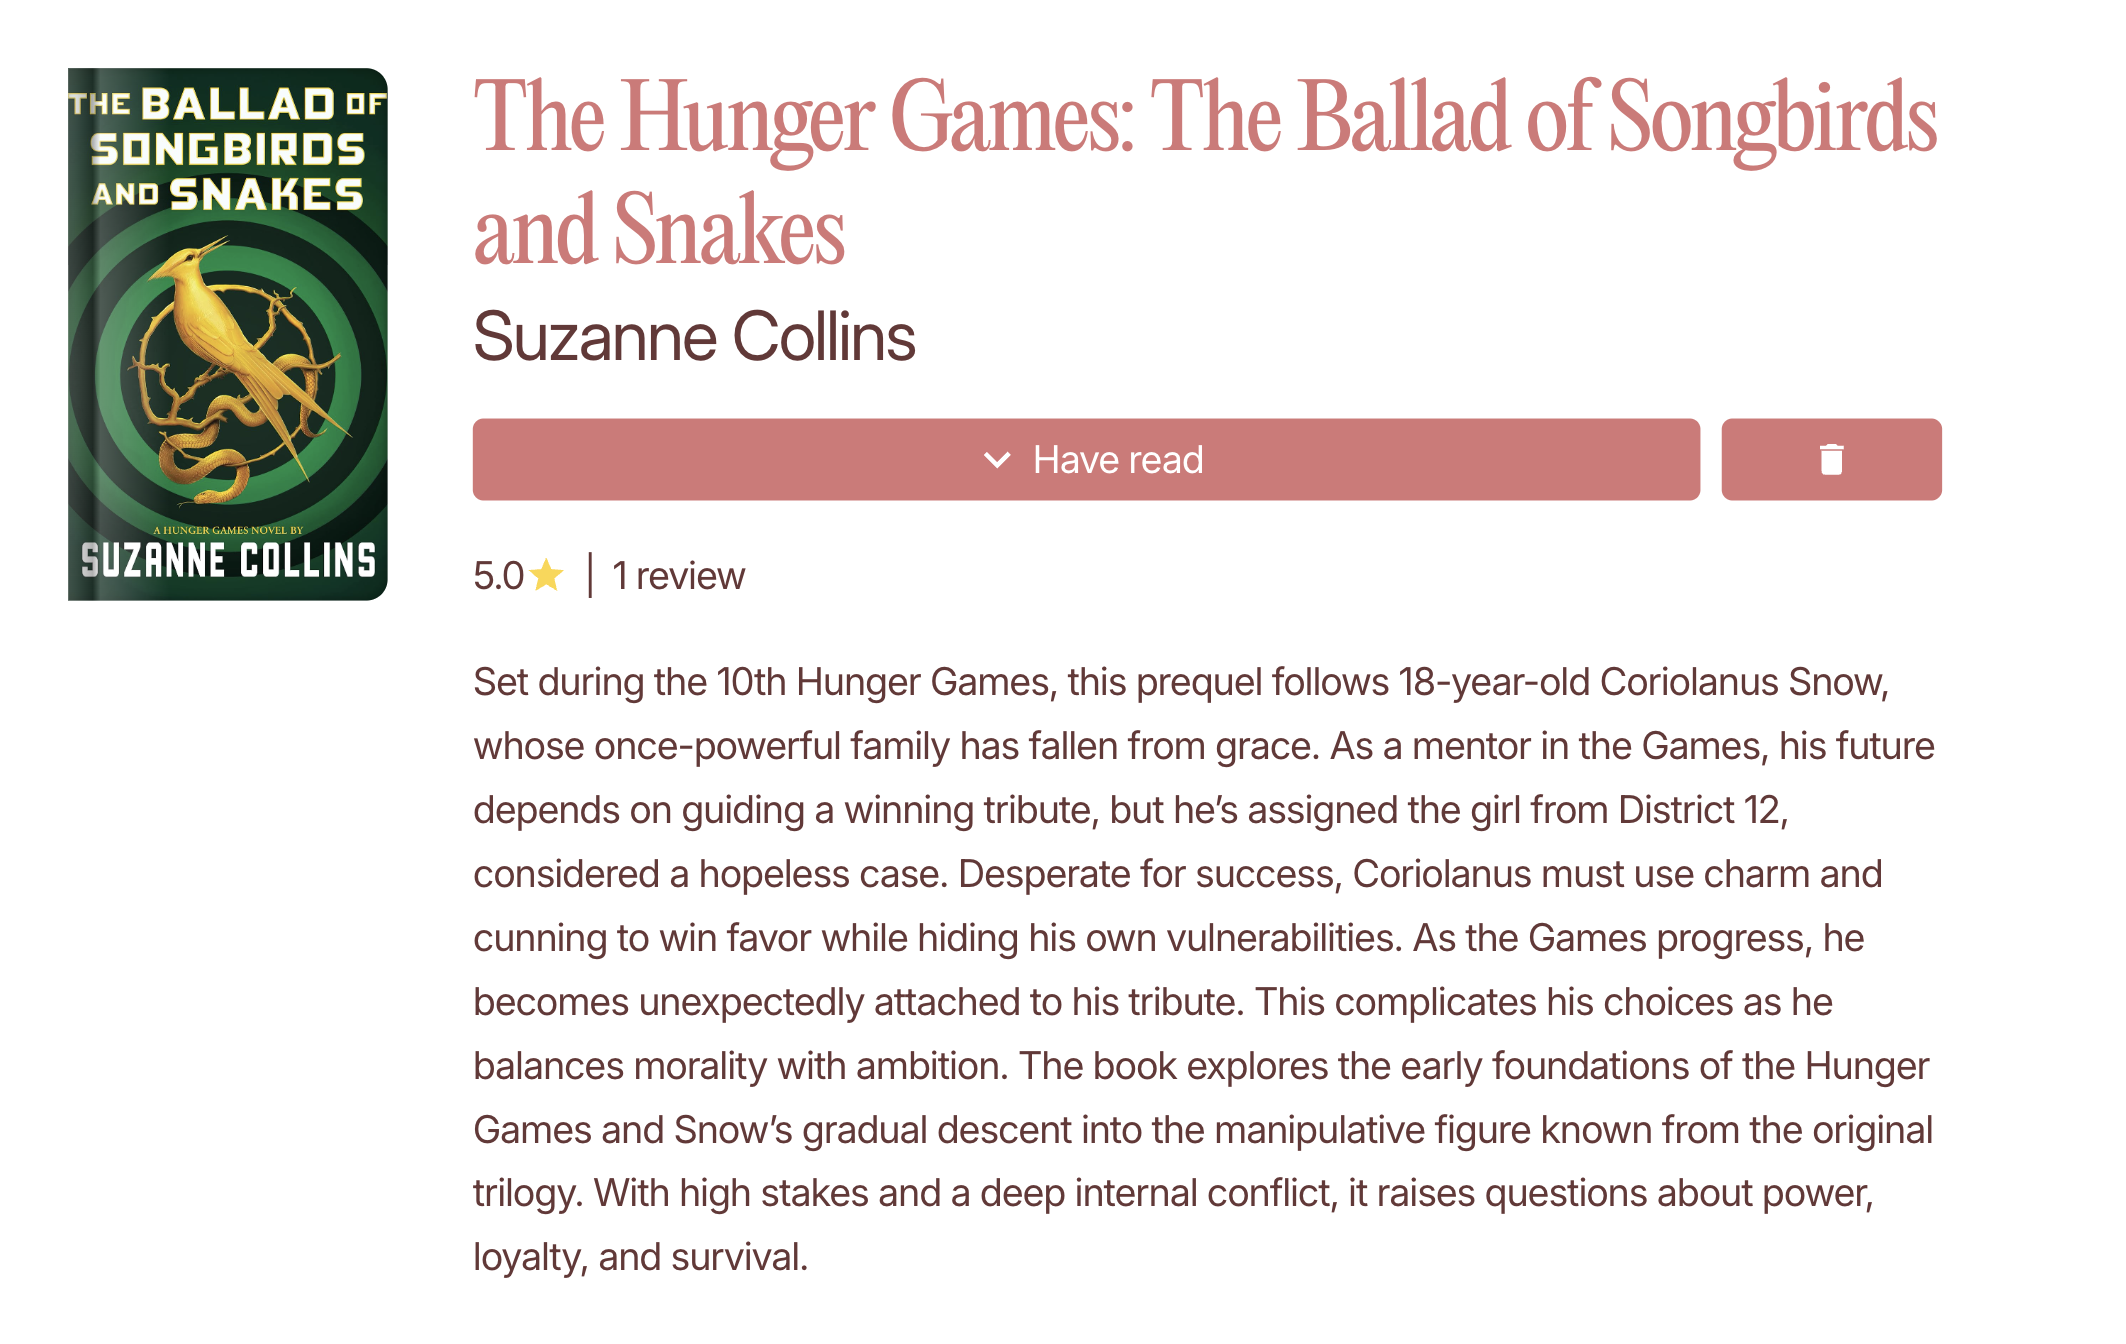 THE BALLAD OF
SONGBIRDS
AND SNAKES
A HUNGER GAMES NOVEL BY
SUZANNE COLLINS
The Hunger Games: The Ballad of Songbirds
and Snakes
Suzanne Collins
Have read
5.0 | 1 review
Set during the 10th Hunger Games, this prequel follows 18-year-old Coriolanus Snow,
whose once-powerful family has fallen from grace. As a mentor in the Games, his future
depends on guiding a winning tribute, but he’s assigned the girl from District 12,
considered a hopeless case. Desperate for success, Coriolanus must use charm and
cunning to win favor while hiding his own vulnerabilities. As the Games progress, he
becomes unexpectedly attached to his tribute. This complicates his choices as he
balances morality with ambition. The book explores the early foundations of the Hunger
Games and Snow’s gradual descent into the manipulative figure known from the original
trilogy. With high stakes and a deep internal conflict, it raises questions about power,
loyalty, and survival.